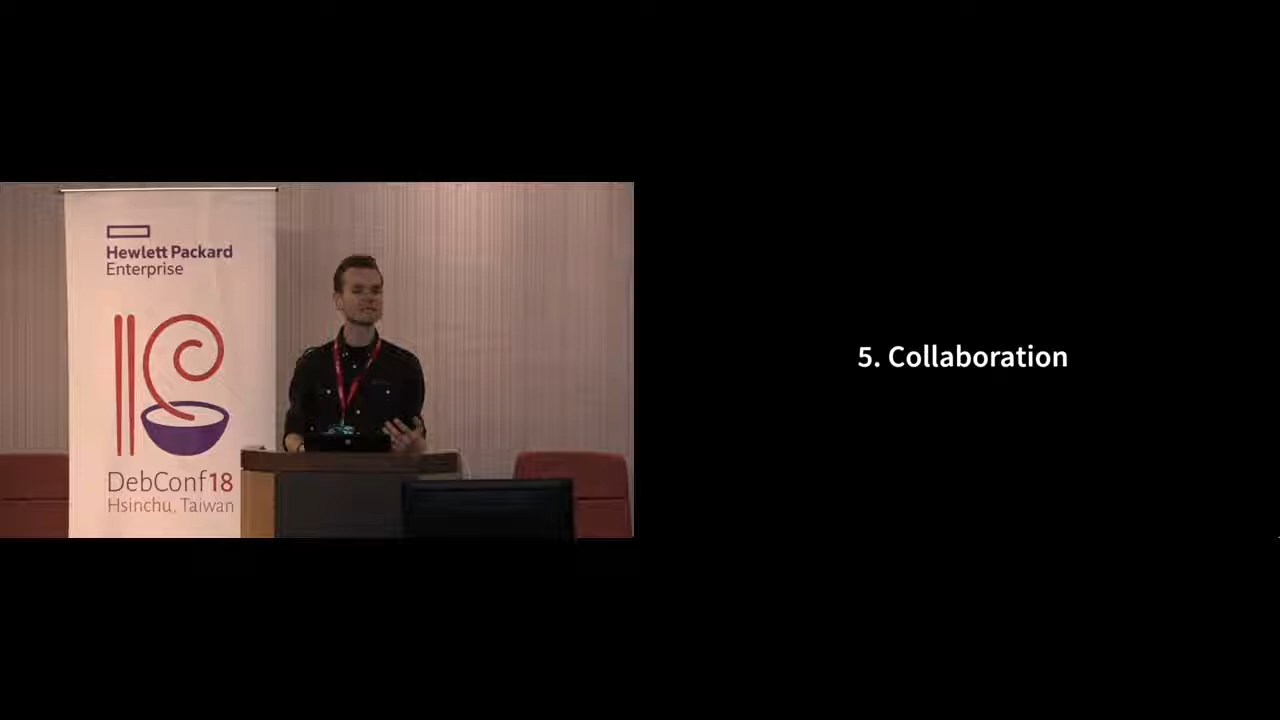 Hewlett Packard
Enterprise
DebConf18
Hsinchu, Taiwan
5. Collaboration